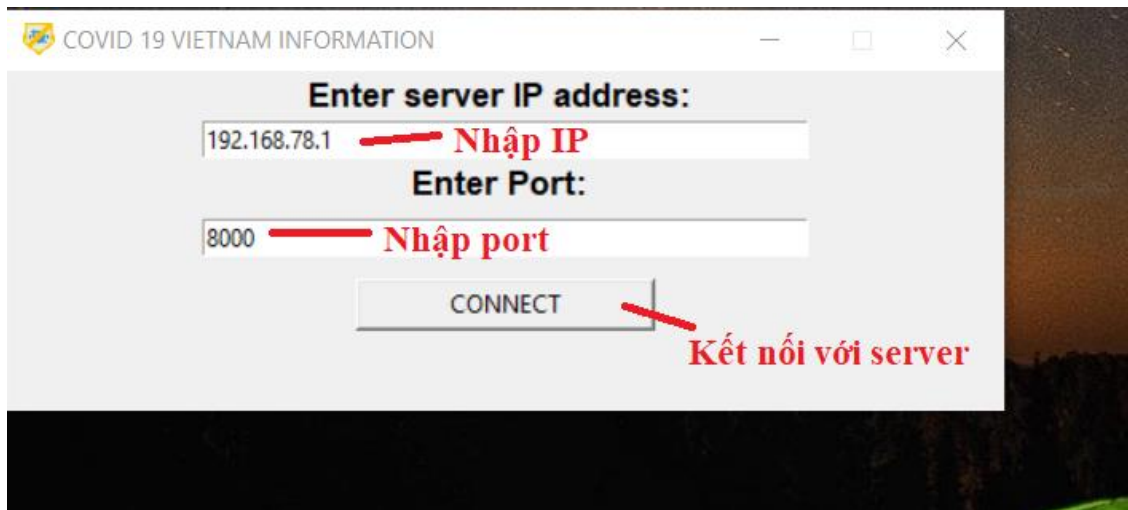 COVID 19 VIETNAM INFORMATION
Enter server IP address:
192.168.78.1 Nhập IP
Enter Port:
8000 Nhập port
CONNECT
Kết nối với server